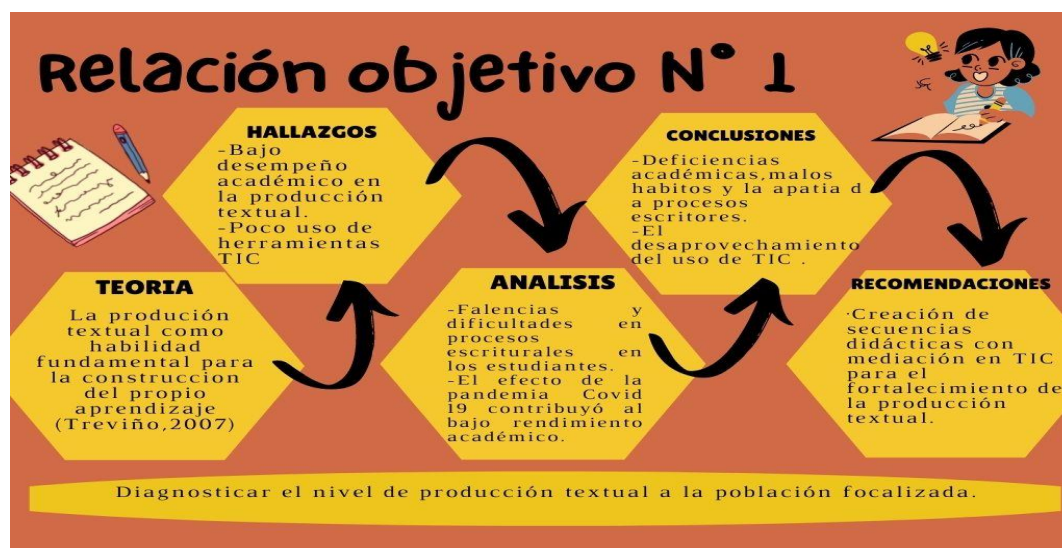 Relación objetivo N° 1
TEORIA
La produción
textual como
habilidad
fundamental para
la construccion
del propio
aprendizaje
(Treviño,2007)
HALLAZGOS
-Bajo
desempeño
académico en
la producción
textual.
-Poco uso de
herramientas
TIC
ANALISIS
-Falencias y
dificultades en
procesos
escriturales en
los estudiantes.
-El efecto de la
pandemia Covid
19 contribuyó al
bajo rendimiento
académico.
CONCLUSIONES
-Deficiencias
académicas,malos
habitos y la apatia d
a procesos
escritores.
-El
desaprovechamiento
del uso de TIC .
RECOMENDACIONES
·Creación de
secuencias
didácticas con
mediación en TIC
para el
fortalecimiento de
la producción
textual.
Diagnosticar el nivel de producción textual a la población focalizada.